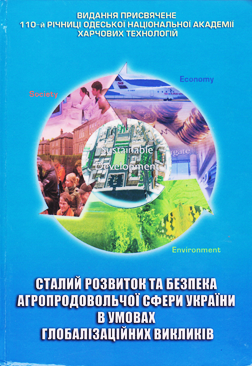 ВИДАННЯ ПРИСВЯЧЕНЕ
110-й РІЧНИЦІ ОДЕСЬКОЇ НАЦІОНАЛЬНОЇ АКАДЕМІЇ
ХАРЧОВИХ ТЕХНОЛОГІЙ
Economy
Society
Sustainable
Development
Environment
СТАЛИЙ РОЗВИТОК ТА БЕЗПЕКА
АГРОПРОДОВОЛЬЧОЇ СФЕРИ УКРАЇНИ
В УМОВАХ
ГЛОБАЛІЗАЦІЙНИХ ВИКЛИКІВ